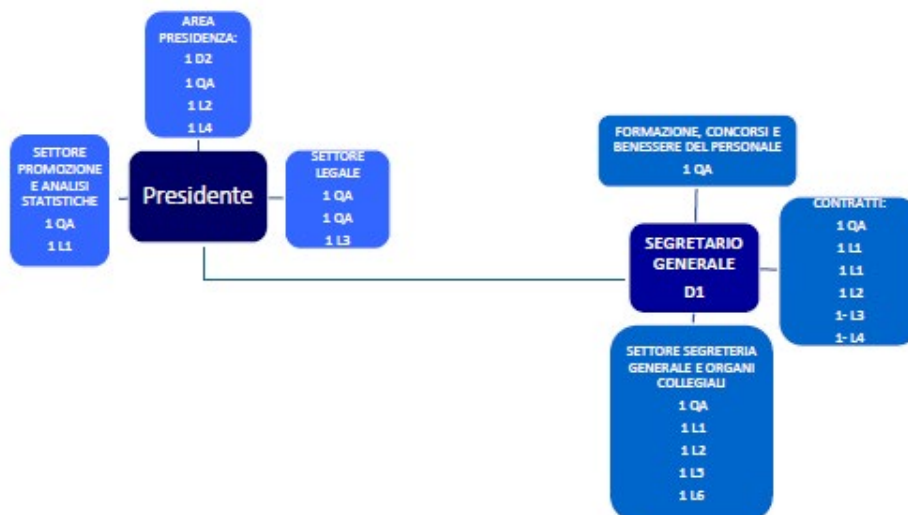 AREA
PRESIDENZA:
1 D2
1 QA
1 L2
1 L4
SETTORE
PROMOZIONE
E ANALISI
STATISTICHE
1 QA
1 L1
Presidente
SETTORE
LEGALE
1 QA
1 QA
1 L3
FORMAZIONE, CONCORSI E
BENESSERE DEL PERSONALE
1 QA
SEGRETARIO
GENERALE
D1
CONTRATTI:
1 QA
1 L1
1 L1
1 L2
1- L3
1- L4
SETTORE SEGRETERIA
GENERALE E ORGANI
COLLEGIALI
1 QA
1 L1
1 L2
1 L5
1 L6